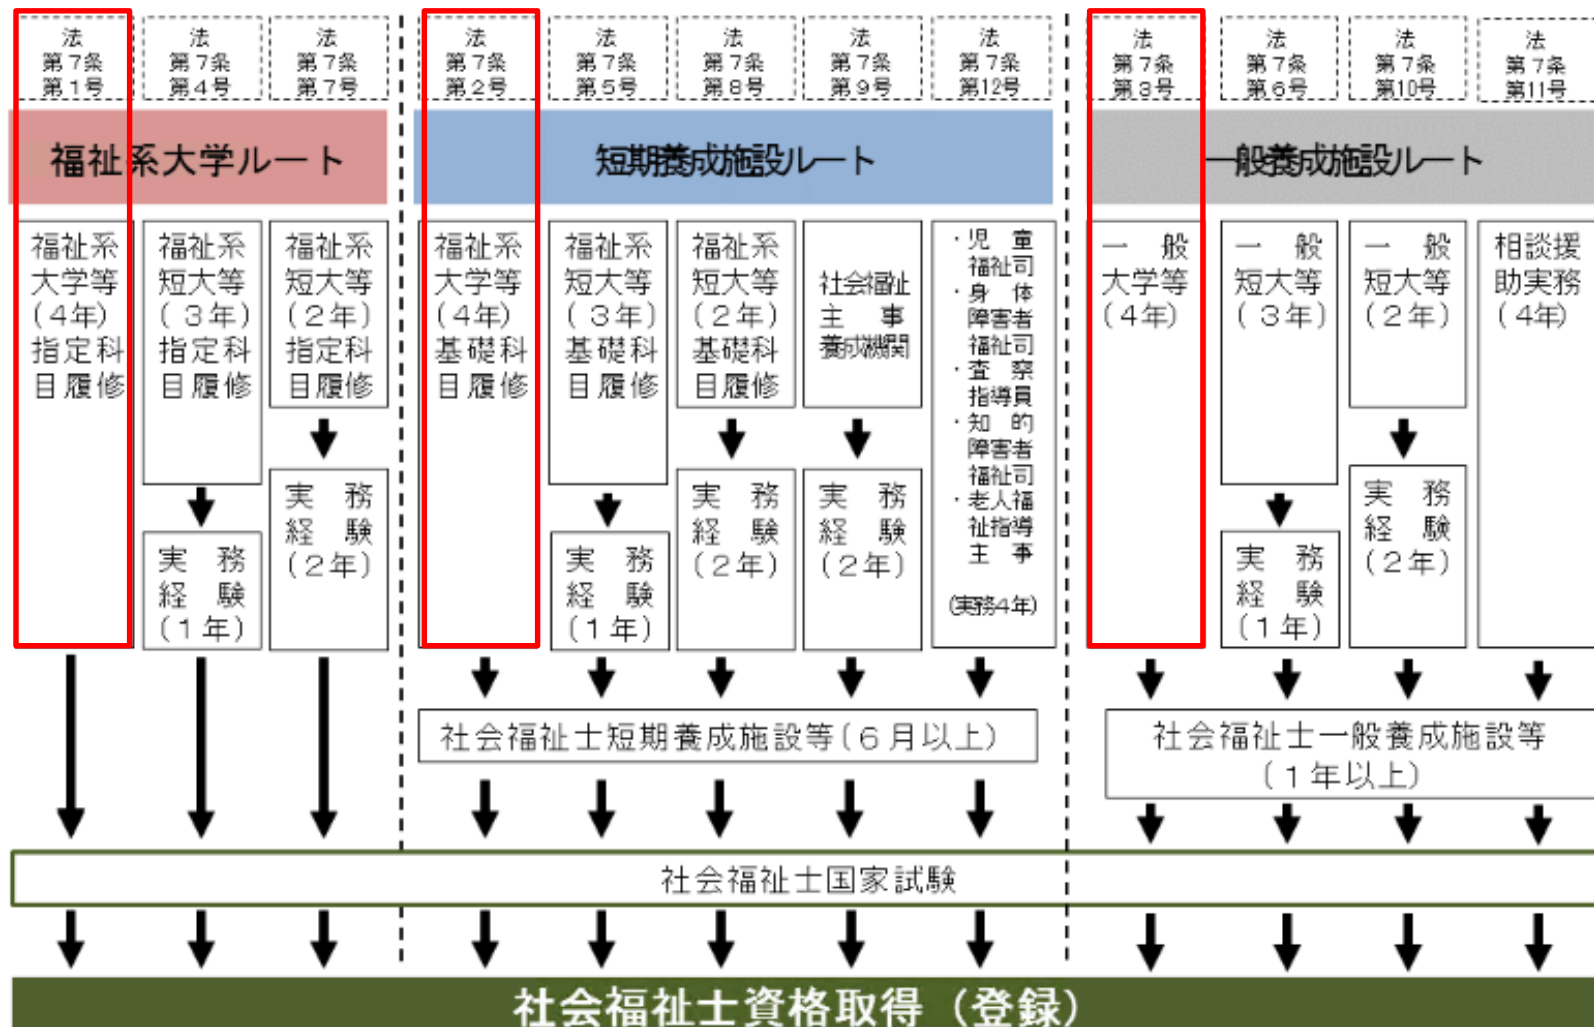 法
第7条
第1号
法
第7条
第4号
法
第7条
第7号
法
第7条
第2号
法
第7条
第5号
法
第7条
第8号
法
第7条
第9号
法
第7条
第12号
法
第7条
第3号
法
第7条
第6号
法
第7条
第10号
法
第7条
第11号
福祉系大学ルート
短期養成施設ルート
一般養成施設ルート
福祉系
大学等
(4年)
指定科
目履修
福祉系
短大等
(3年)
指定科
目履修
実務
経験
(1年)
福祉系
短大等
(2年)
指定科
目履修
実務
経験
(2年)
福祉系
大学等
(4年)
基礎科
目履修
福祉系
短大等
(3年)
基礎科
目履修
実務
経験
(1年)
福祉系
短大等
(2年)
基礎科
目履修
実務
経験
(2年)
社会福祉
主事
養成機関
実務
経験
(2年)
・児童
福祉司
・身体
障害者
福祉司
・査察
指導員
・知的
障害者
福祉司
・老人福
祉指導
主事
(実務4年)
一般
大学等
(4年)
一般
短大等
(3年)
実務
経験
(1年)
一般
短大等
(2年)
実務
経験
(2年)
相談援
助実務
(4年)
社会福祉士短期養成施設等(6月以上)
社会福祉士一般養成施設等
(1年以上)
社会福祉士国家試験
社会福祉士資格取得(登録)